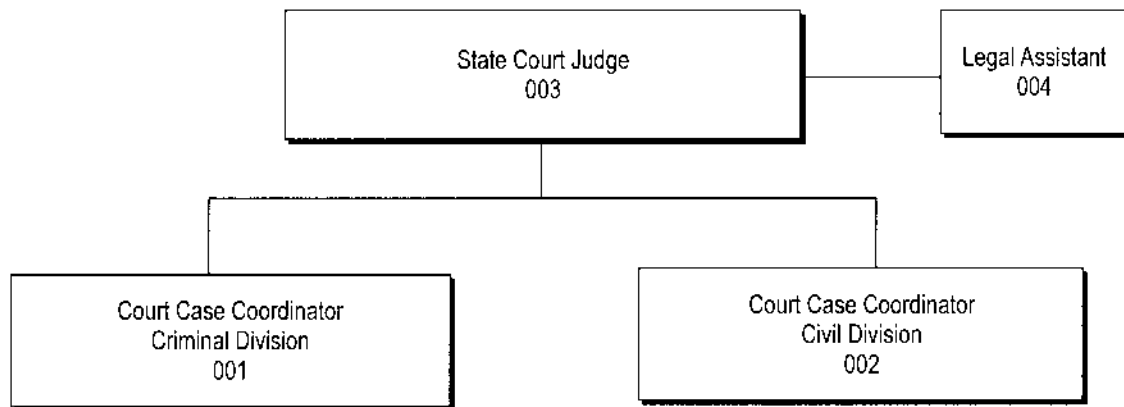 State Court Judge
003
Legal Assistant
004
Court Case Coordinator
Criminal Division
001
Court Case Coordinator
Civil Division
002